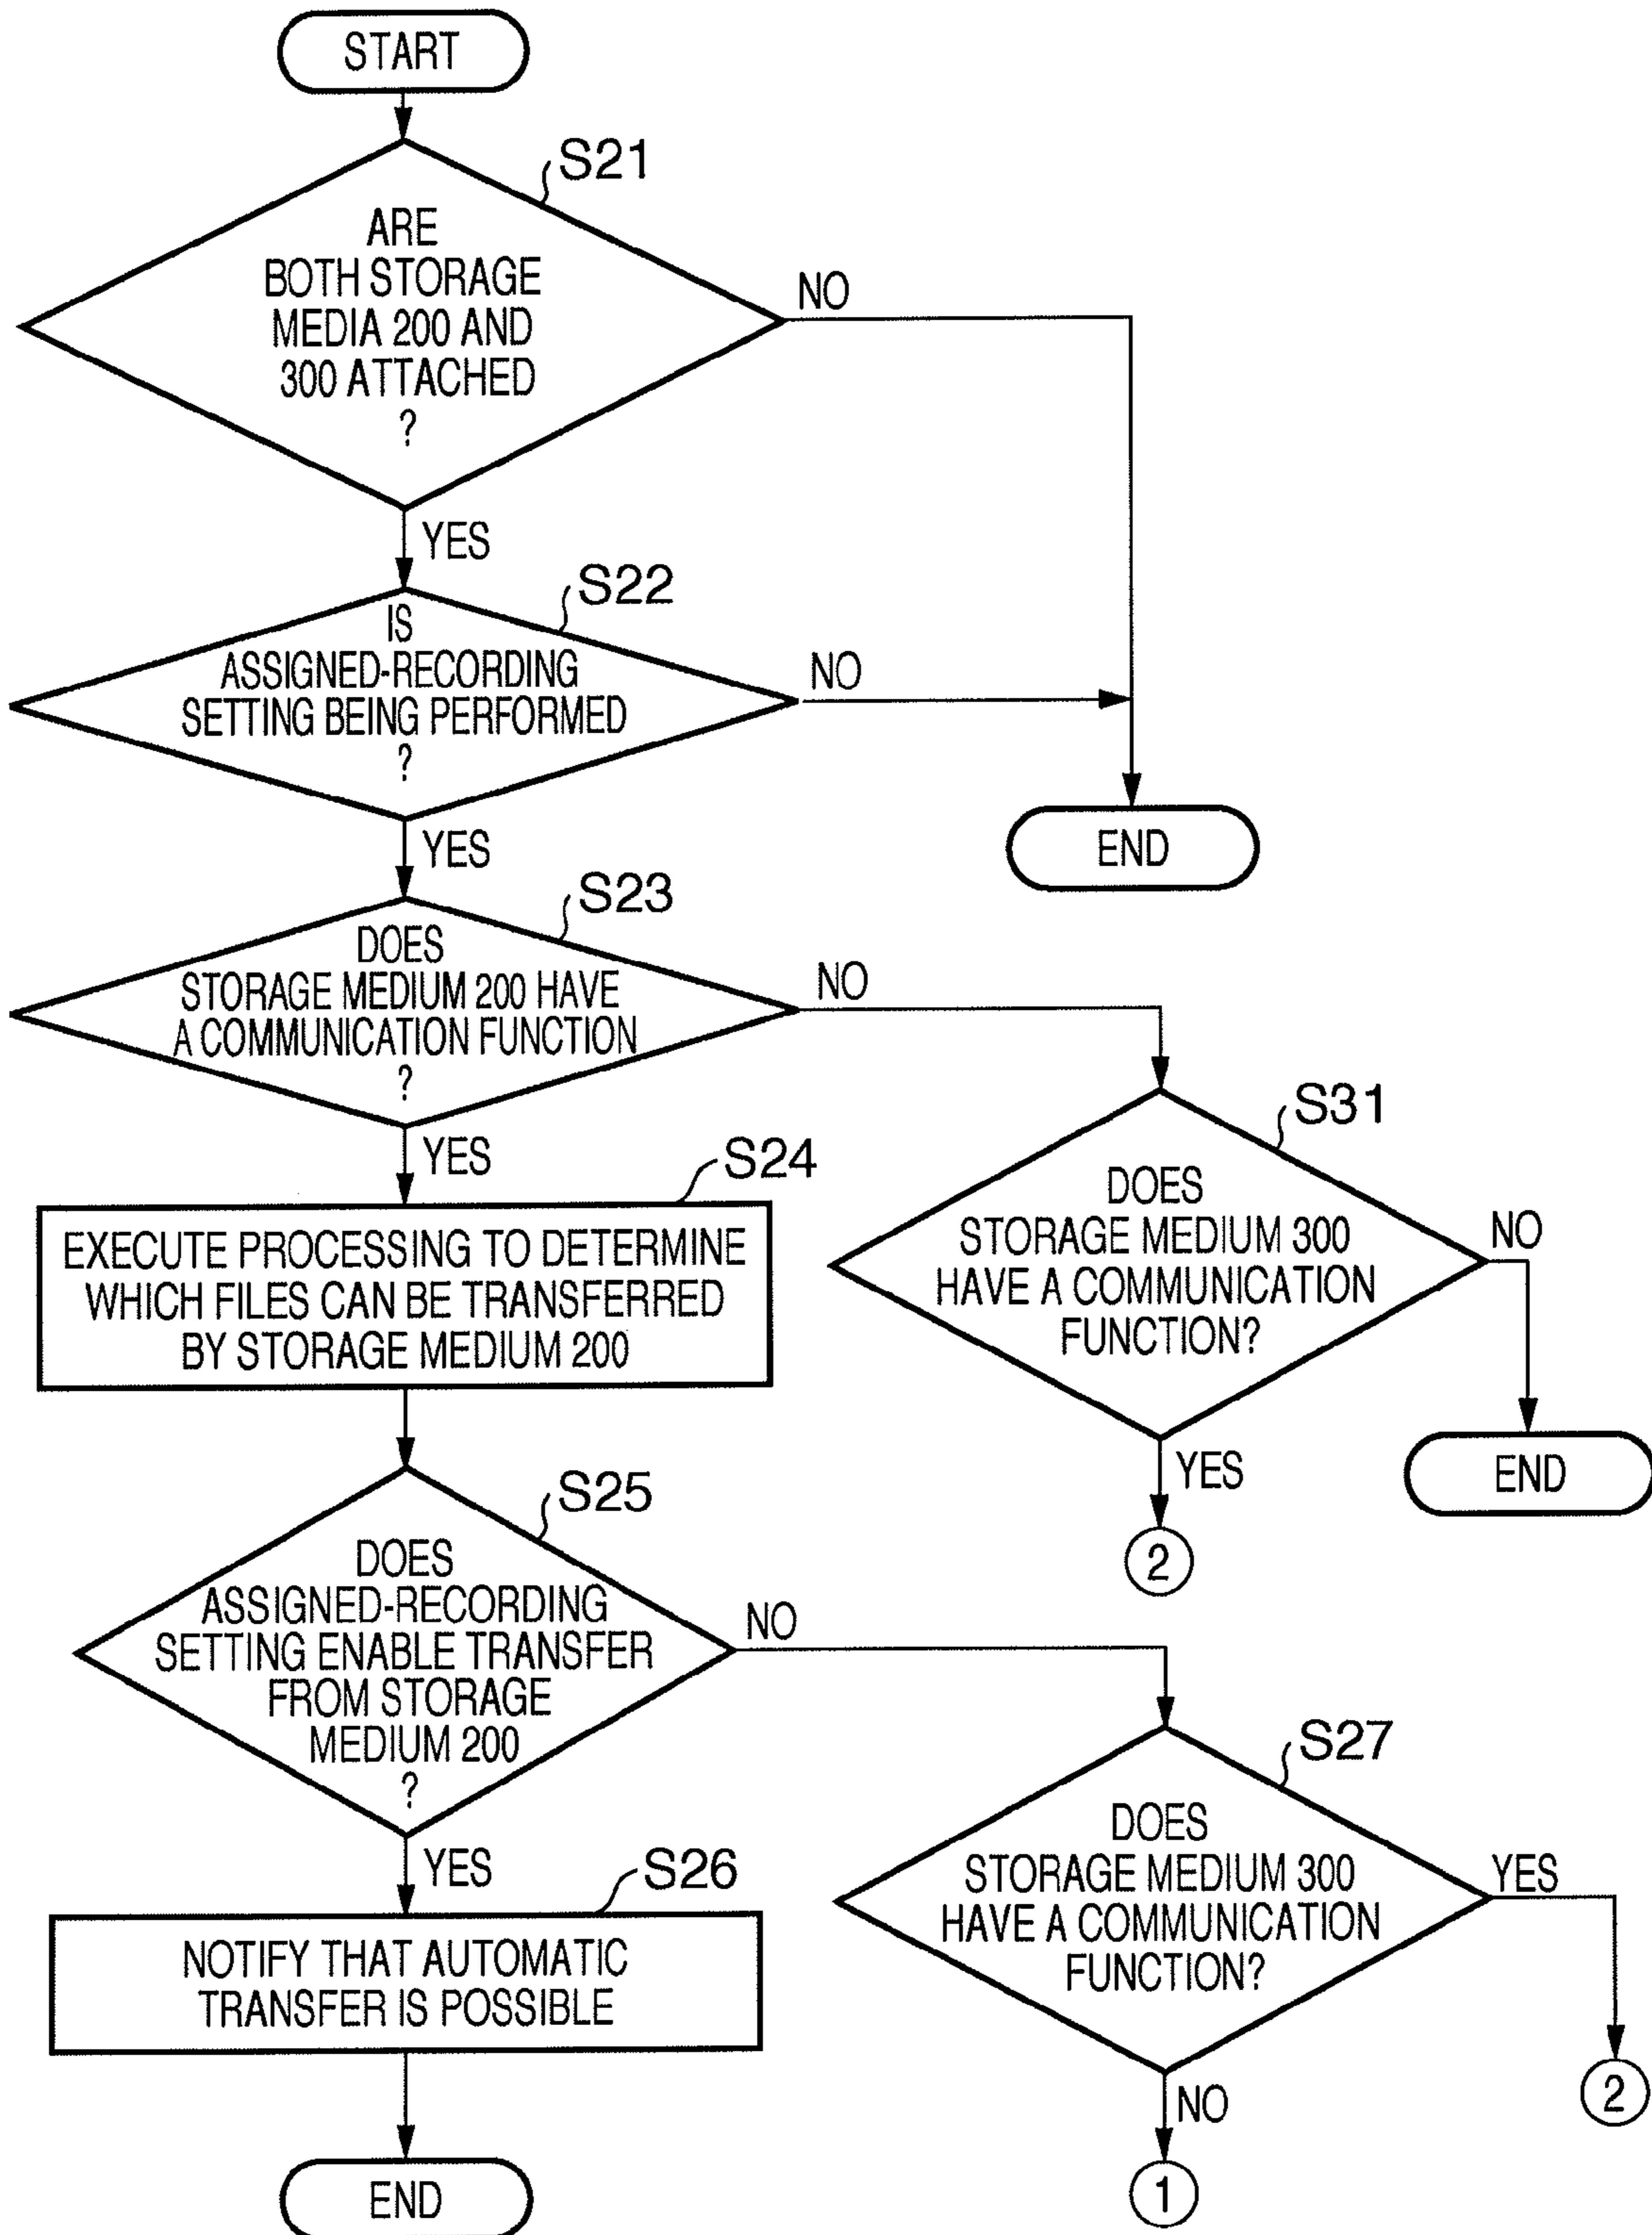 START
S21
ARE
BOTH STORAGE
MEDIA 200 AND
300 ATTACHED
?
NO
YES
S22
IS
ASSIGNED-RECORDING
SETTING BEING PERFORMED
?
NO
END
YES
S23
DOES
STORAGE MEDIUM 200 HAVE
A COMMUNICATION FUNCTION
?
NO
YES
S31
DOES
STORAGE MEDIUM 300
HAVE A COMMUNICATION
FUNCTION?
NO
END
YES
2
S24
EXECUTE PROCESSING TO DETERMINE
WHICH FILES CAN BE TRANSFERRED
BY STORAGE MEDIUM 200
S25
DOES
ASSIGNED-RECORDING
SETTING ENABLE TRANSFER
FROM STORAGE
MEDIUM 200
?
NO
YES
S27
DOES
STORAGE MEDIUM 300
HAVE A COMMUNICATION
FUNCTION?
YES
2
NO
1
S26
NOTIFY THAT AUTOMATIC
TRANSFER IS POSSIBLE
END